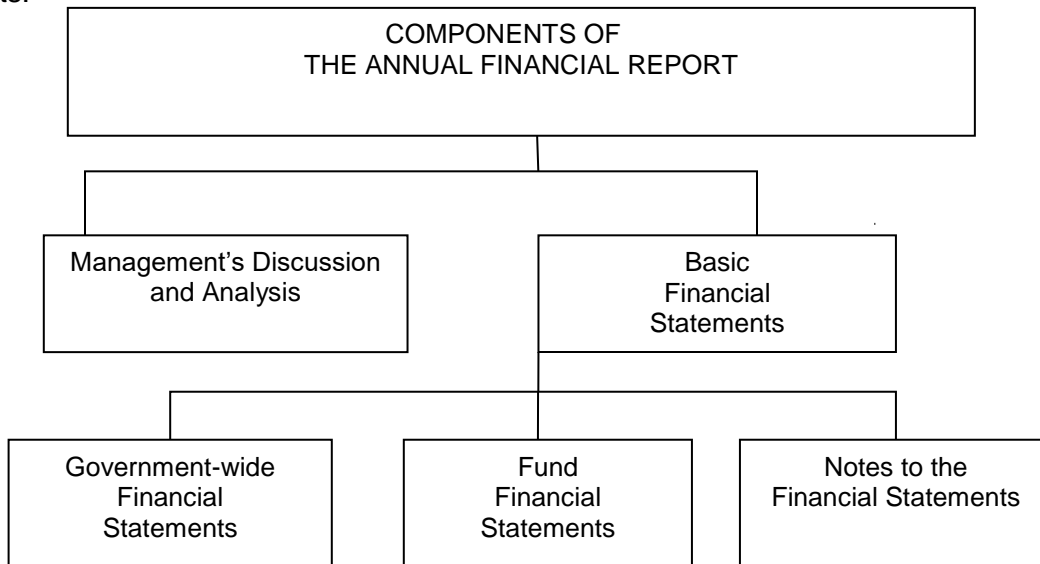 COMPONENTS OF
THE ANNUAL FINANCIAL REPORT
Management’s Discussion
and Analysis
Basic
Financial
Statements
Government-wide
Financial
Statements
Fund
Financial
Statements
Notes to the
Financial Statements